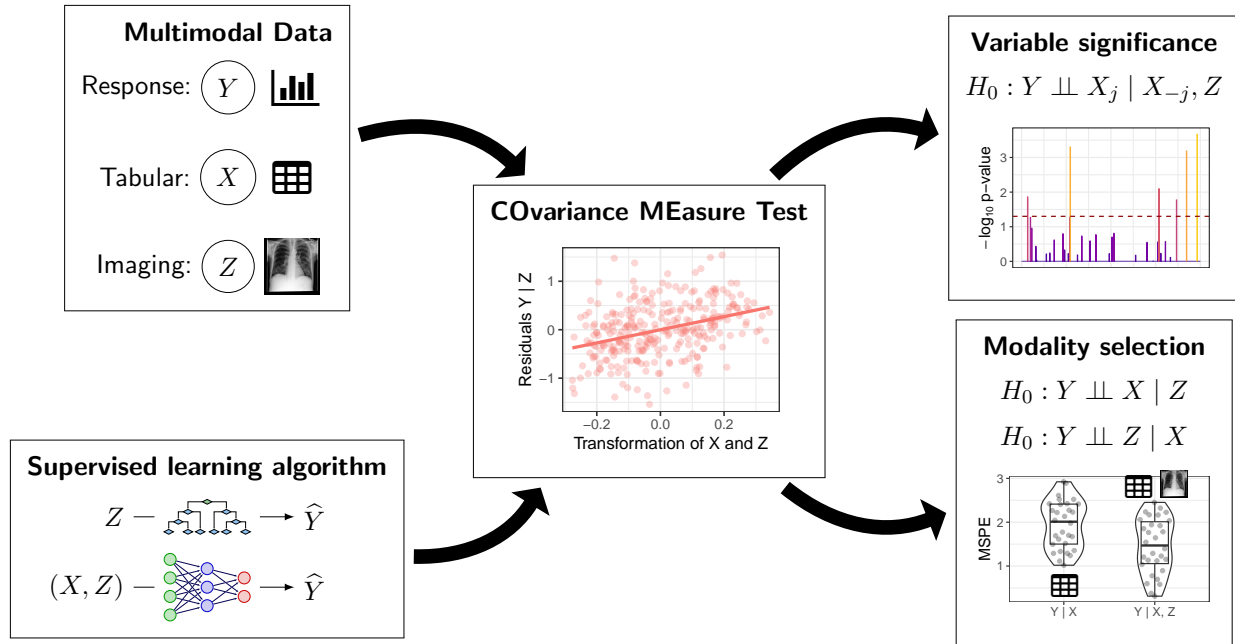 Multimodal Data
Response: Y
Tabular: X
Imaging: Z
Supervised learning algorithm
Z Ŷ
(X, Z) Ŷ
COvariance MEasure Test
Residuals Y | Z
1
0
−1
−0.2 0.0 0.2
Transformation of X and Z
Variable significance
H₀ : Y ⫫ Xⱼ | X₋ⱼ, Z
−log₁₀ p−value
3
2
1
0
Modality selection
H₀ : Y ⫫ X | Z
H₀ : Y ⫫ Z | X
MSPE
3
2
1
Y | X Y | X, Z